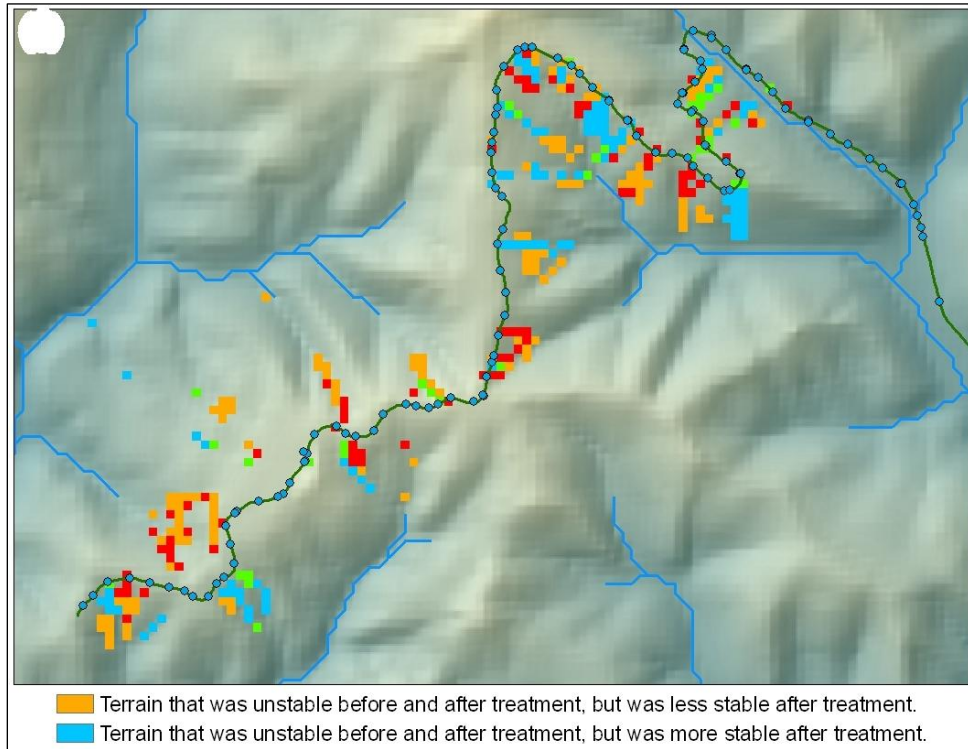 Terrain that was unstable before and after treatment, but was less stable after treatment.
Terrain that was unstable before and after treatment, but was more stable after treatment.